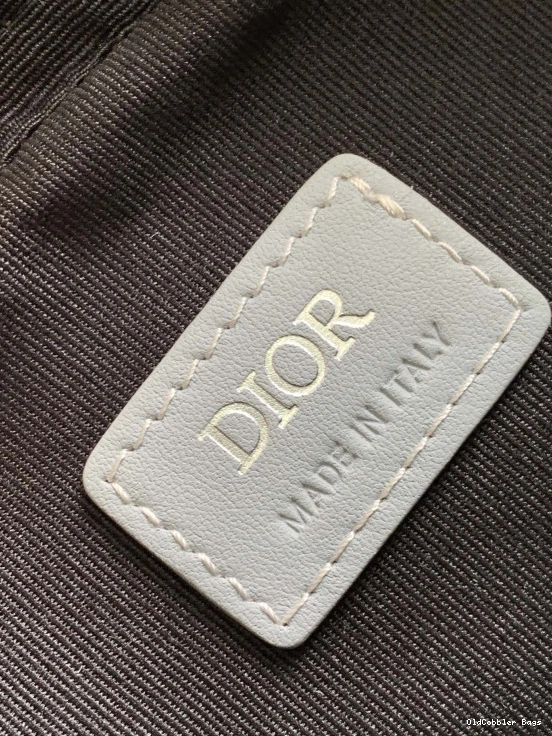 DIOR
MADE IN ITALY
OldCobbler Bags